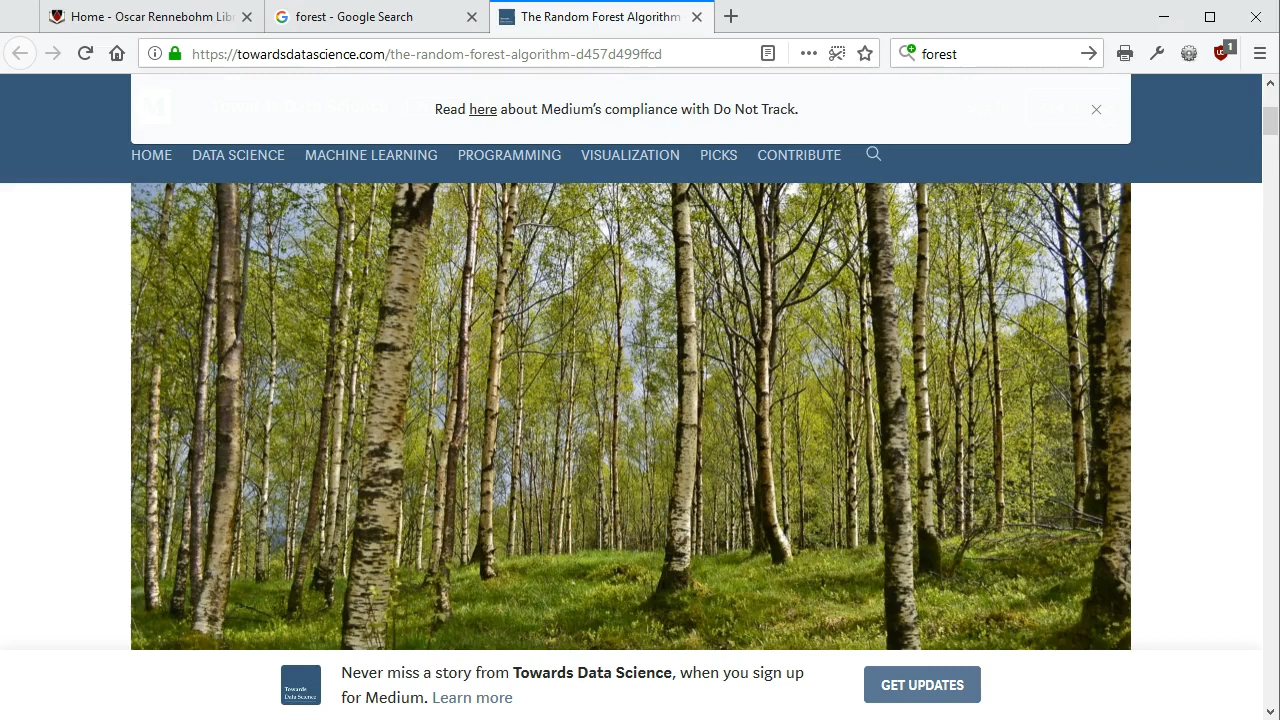 Home - Oscar Rennebohm Lib
forest - Google Search
The Random Forest Algorithm
https://towardsdatascience.com/the-random-forest-algorithm-d457d499ffcd
forest
1
Read here about Medium's compliance with Do Not Track.
HOME DATA SCIENCE MACHINE LEARNING PROGRAMMING VISUALIZATION PICKS CONTRIBUTE
Never miss a story from Towards Data Science, when you sign up
for Medium. Learn more
GET UPDATES
Towards
Data Science